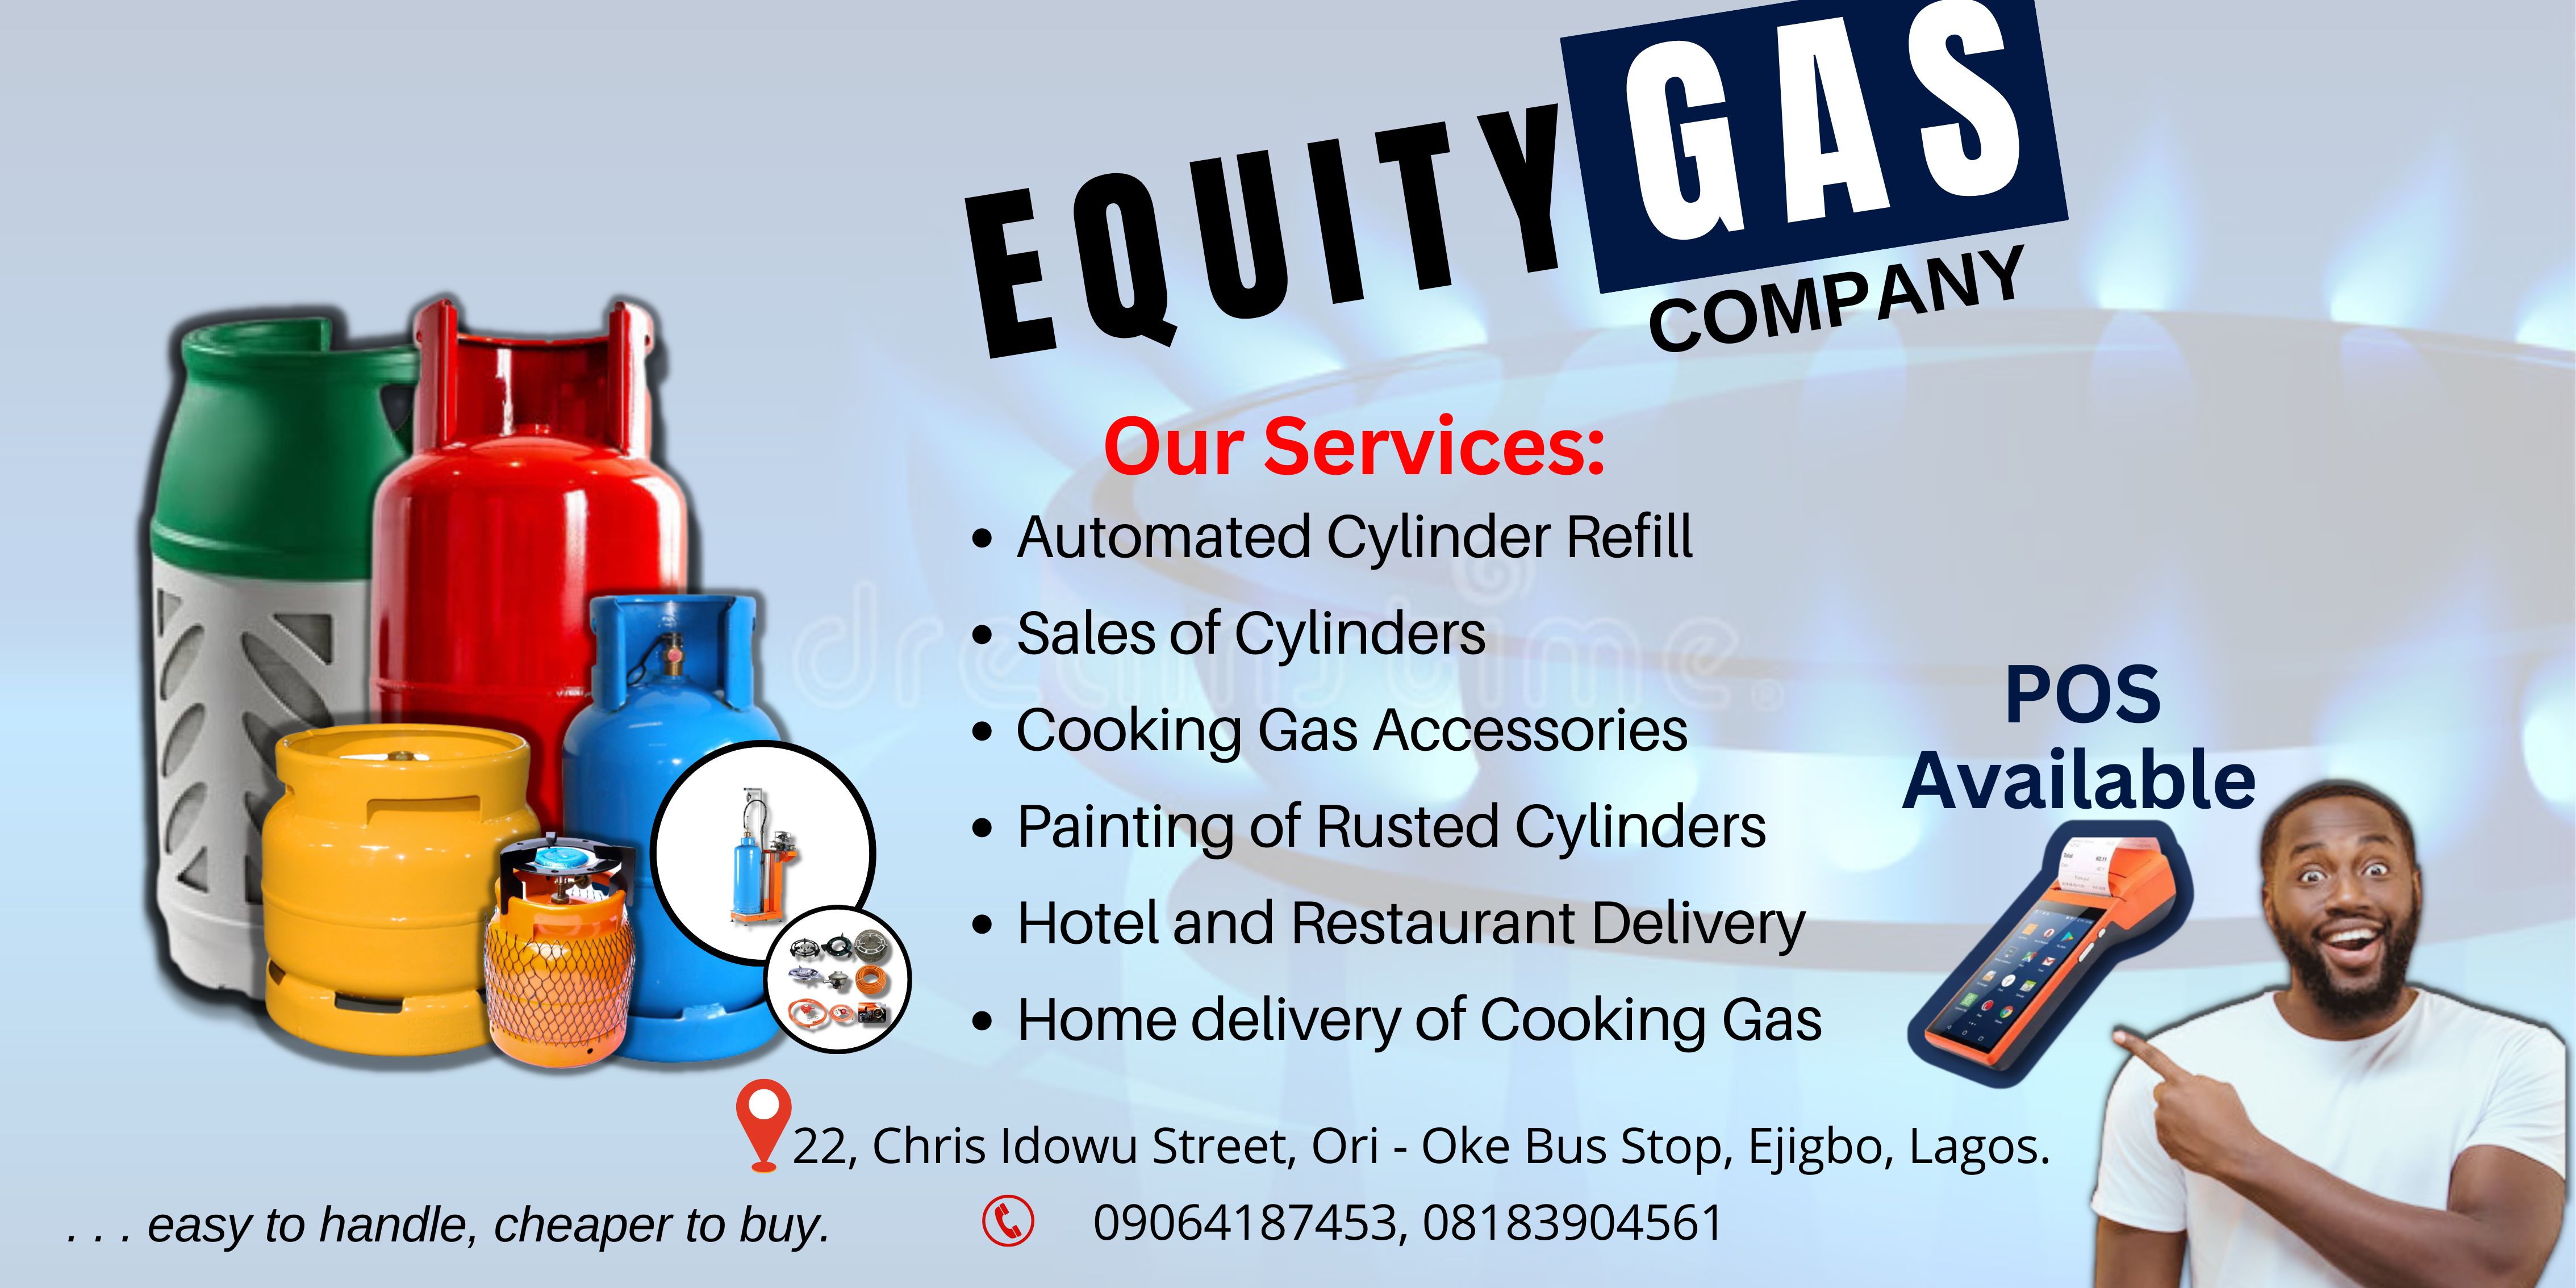 EQUITY GAS
COMPANY
Our Services:
• Automated Cylinder Refill
• Sales of Cylinders
• Cooking Gas Accessories
• Painting of Rusted Cylinders
• Hotel and Restaurant Delivery
• Home delivery of Cooking Gas
dreamstime®
POS
Available
22, Chris Idowu Street, Ori - Oke Bus Stop, Ejigbo, Lagos.
. . . easy to handle, cheaper to buy.
09064187453, 08183904561